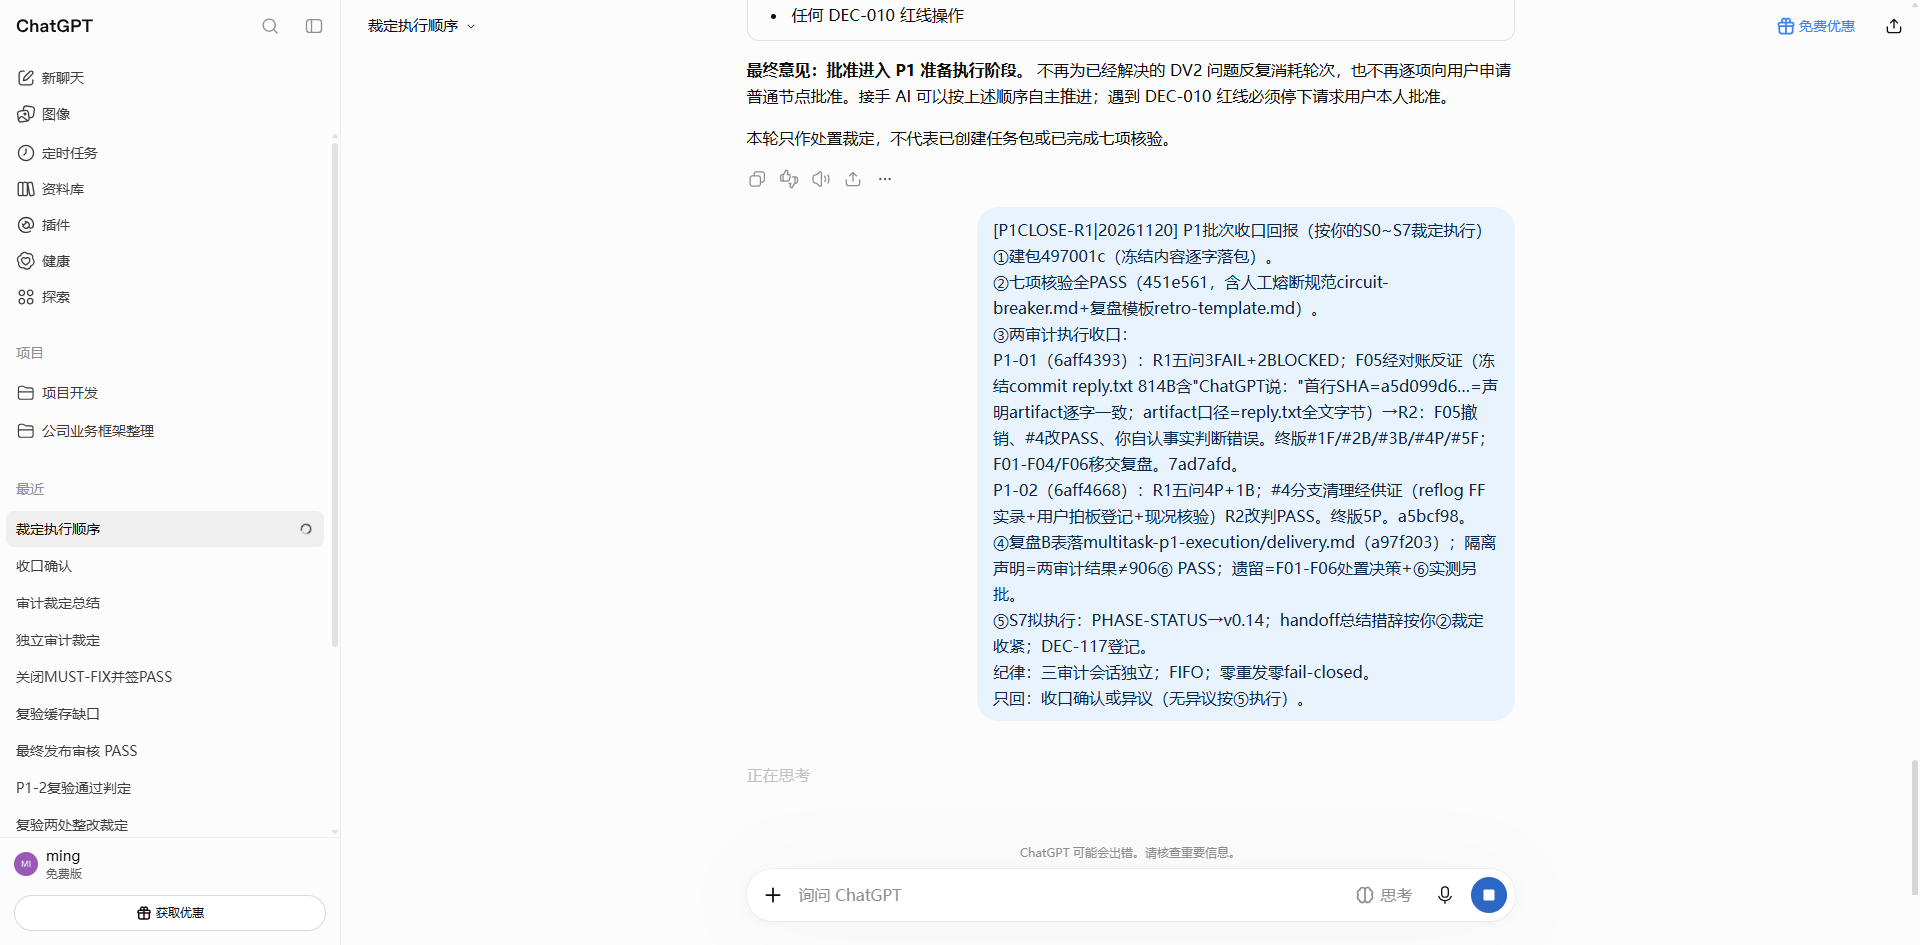 ChatGPT
新聊天
图像
定时任务
资料库
插件
健康
探索
项目
项目开发
公司业务框架整理
最近
裁定执行顺序
收口确认
审计裁定总结
独立审计裁定
关闭MUST-FIX并签PASS
复验缓存缺口
最终发布审核 PASS
P1-2复验通过判定
复验两处整改裁定
MI
ming
免费版
获取优惠
裁定执行顺序
免费优惠
• 任何 DEC-010 红线操作
最终意见：批准进入 P1 准备执行阶段。 不再为已经解决的 DV2 问题反复消耗轮次，也不再逐项向用户申请
普通节点批准。接手 AI 可以按上述顺序自主推进；遇到 DEC-010 红线必须停下请求用户本人批准。
本轮只作处置裁定，不代表已创建任务包或已完成七项核验。
[P1CLOSE-R1|20261120] P1批次收口回报（按你的S0~S7裁定执行）
①建包497001c（冻结内容逐字落包）。
②七项核验全PASS（451e561，含人工熔断规范circuit-
breaker.md+复盘模板retro-template.md）。
③两审计执行收口：
P1-01（6aff4393）：R1五问3FAIL+2BLOCKED；F05经对账反证（冻
结commit reply.txt 814B含"ChatGPT说："首行SHA=a5d099d6...=声
明artifact逐字一致；artifact口径=reply.txt全文字节）→R2：F05撤
销、#4改PASS、你自认事实判断错误。终版#1F/#2B/#3B/#4P/#5F；
F01-F04/F06移交复盘。7ad7afd。
P1-02（6aff4668）：R1五问4P+1B；#4分支清理经供证（reflog FF
实录+用户拍板登记+现况核验）R2改判PASS。终版5P。a5bcf98。
④复盘B表落multitask-p1-execution/delivery.md（a97f203）；隔离
声明=两审计结果≠906⑥ PASS；遗留=F01-F06处置决策+⑥实测另
批。
⑤S7拟执行：PHASE-STATUS→v0.14；handoff总结措辞按你②裁定
收紧；DEC-117登记。
纪律：三审计会话独立；FIFO；零重发零fail-closed。
只回：收口确认或异议（无异议按⑤执行）。
正在思考
ChatGPT 可能会出错。请核查重要信息。
询问 ChatGPT
思考